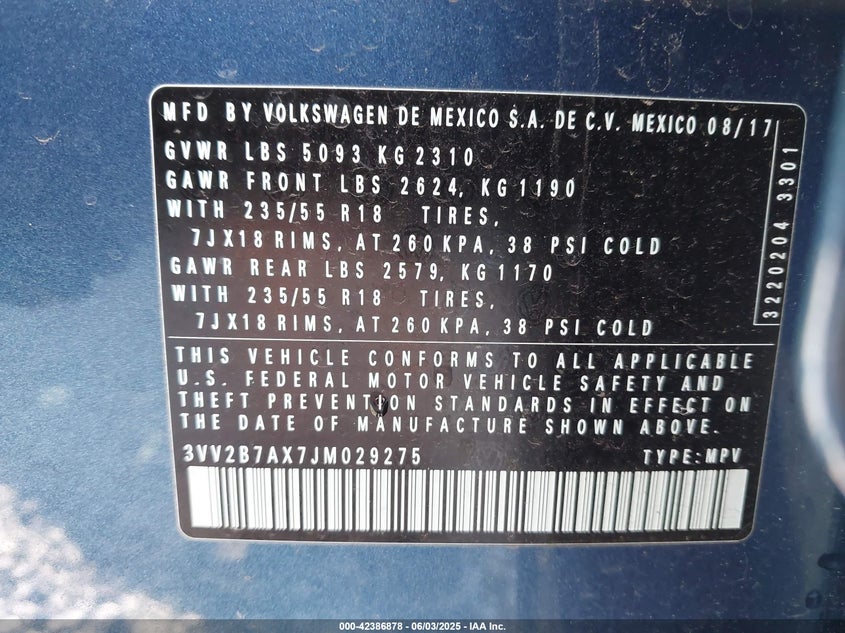 MFD BY VOLKSWAGEN DE MEXICO S.A. DE C.V. MEXICO 08/17
GVWR LBS 5093 KG 2310
GAWR FRONT LBS 2624, KG 1190
WITH 235/55 R18 TIRES,
7JX18 RIMS, AT 260 KPA, 38 PSI COLD
GAWR REAR LBS 2579, KG 1170
WITH 235/55 R18 TIRES,
7JX18 RIMS, AT 260 KPA, 38 PSI COLD
3220204 3301
THIS VEHICLE CONFORMS TO ALL APPLICABLE
U.S. FEDERAL MOTOR VEHICLE SAFETY AND
THEFT PREVENTION STANDARDS IN EFFECT ON
THE DATE OF MANUFACTURE SHOWN ABOVE.
3VV2B7AX7JM029275 TYPE: MPV
000-42386878 - 06/03/2025 - IAA Inc.